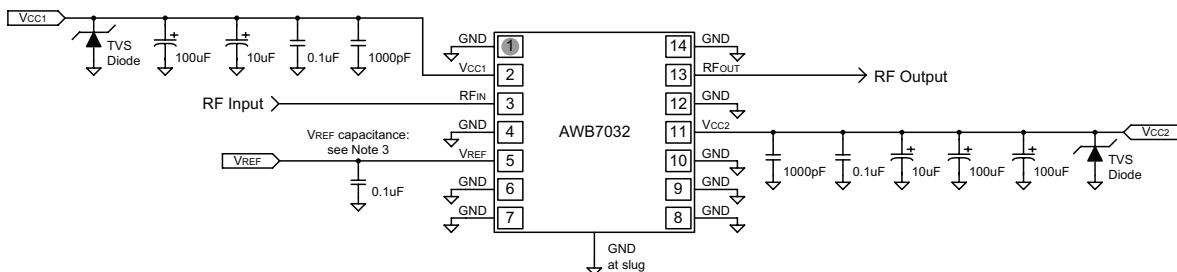 VCC1
TVS
Diode
100uF
10uF
0.1uF
1000pF
GND
1
VCC1
2
RF Input
RFIN
3
GND
4
VREF capacitance:
see Note 3
VREF
VREF
5
0.1uF
GND
6
GND
7
AWB7032
GND
at slug
14
GND
13
RFOUT
RF Output
12
GND
11
VCC2
VCC2
10
GND
9
GND
8
GND
1000pF
0.1uF
10uF
100uF
100uF
TVS
Diode